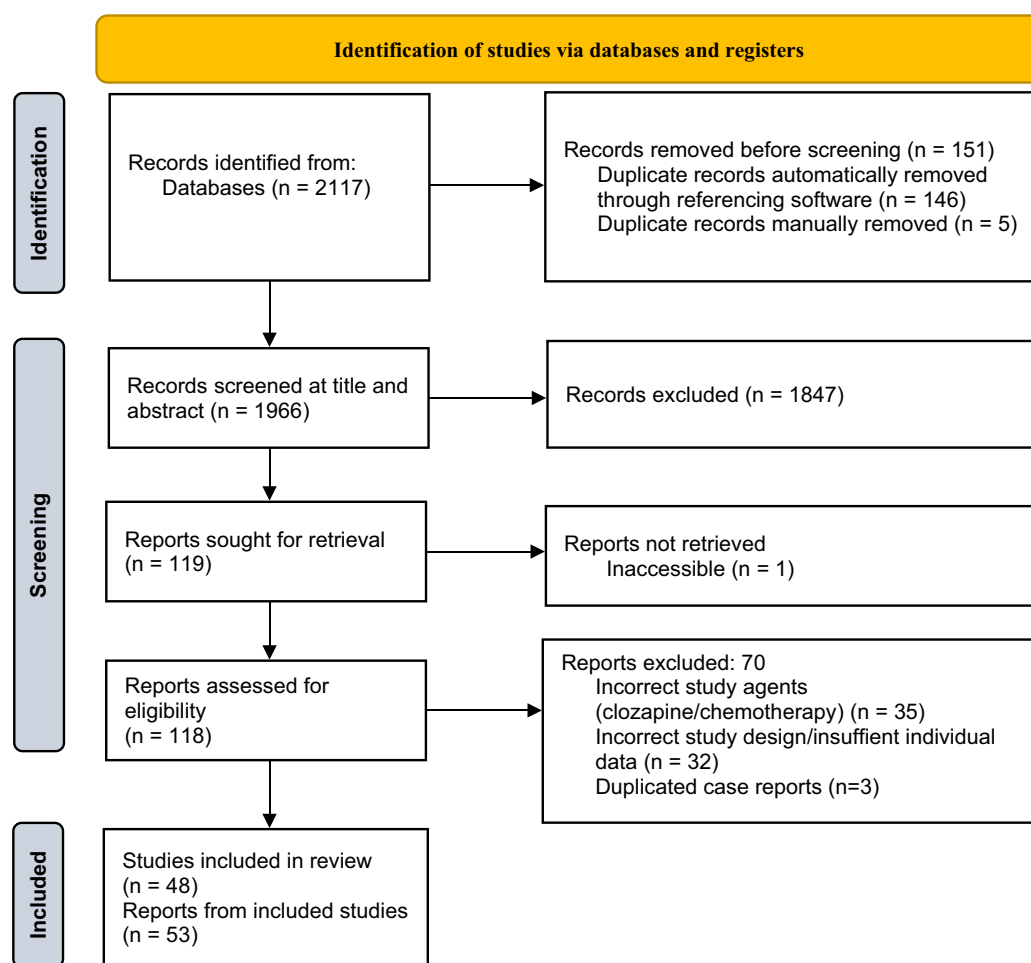 Identification of studies via databases and registers
Identification
Records identified from:
Databases (n = 2117)
Records removed before screening (n = 151)
Duplicate records automatically removed
through referencing software
(n = 146)
Duplicate records manually removed (n = 5)
Screening
Records screened at title and
abstract (n = 1966)
Records excluded (n = 1847)
Reports sought for retrieval
(n = 119)
Reports not retrieved
Inaccessible (n = 1)
Reports assessed for
eligibility
(n = 118)
Reports excluded: 70
Incorrect study agents
(clozapine/chemotherapy) (n = 35)
Incorrect study design/insuffient individual
data (n = 32)
Duplicated case reports (n=3)
Included
Studies included in review
(n = 48)
Reports from included studies
(n = 53)